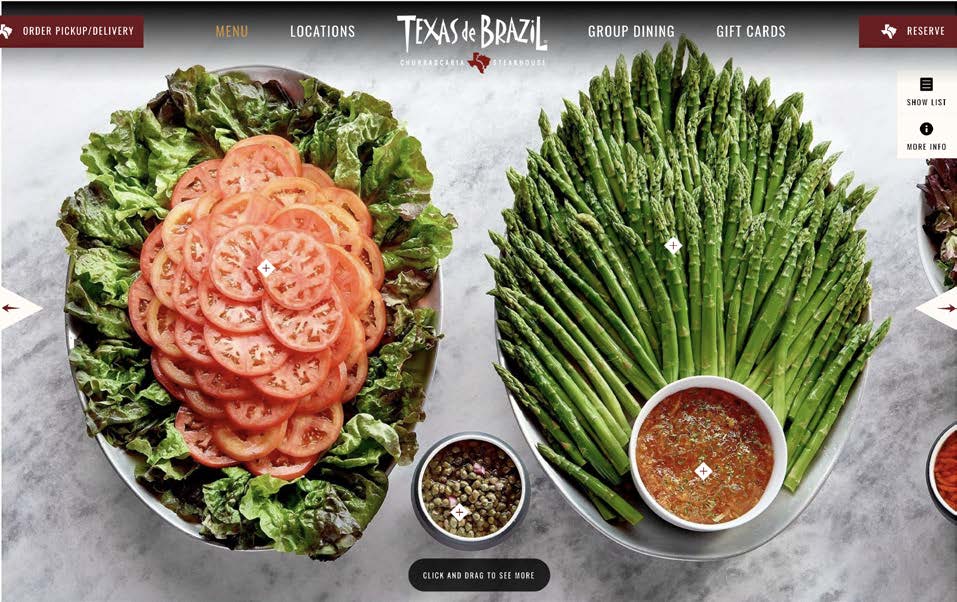 ORDER PICKUP/DELIVERY
MENU
LOCATIONS
TEXAS de BRAZIL
CHURRASCARIA STEAKHOUSE
GROUP DINING
GIFT CARDS
RESERVE
SHOW LIST
MORE INFO
CLICK AND DRAG TO SEE MORE